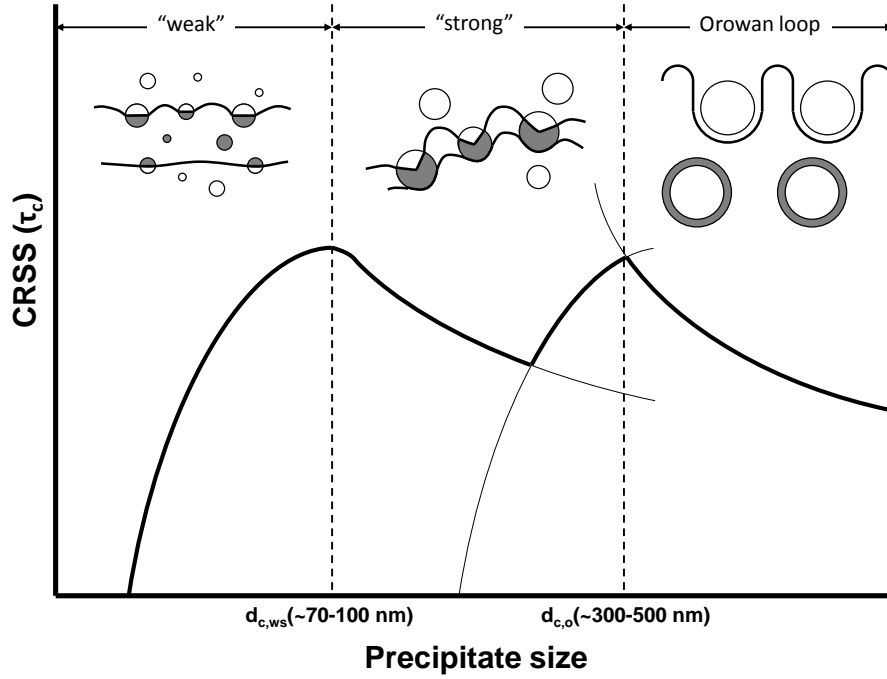 “weak”
“strong”
Orowan loop
CRSS (τc)
dc,ws(~70-100 nm)
dc,o(~300-500 nm)
Precipitate size